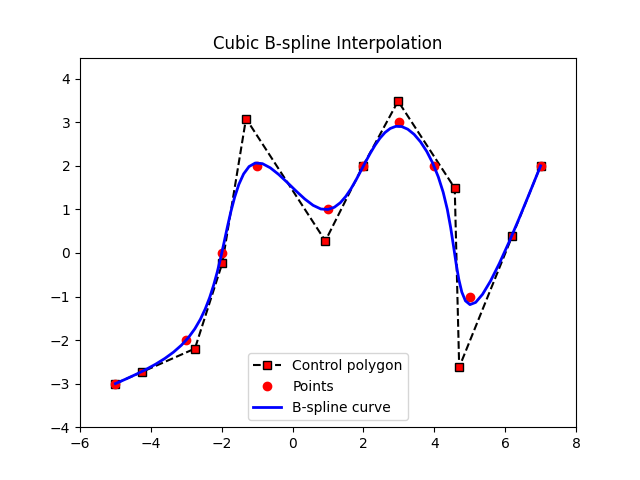 Cubic B-spline Interpolation
4
3
2
1
0
−1
−2
−3
−4
Control polygon
Points
B-spline curve
−6 −4 −2 0 2 4 6 8